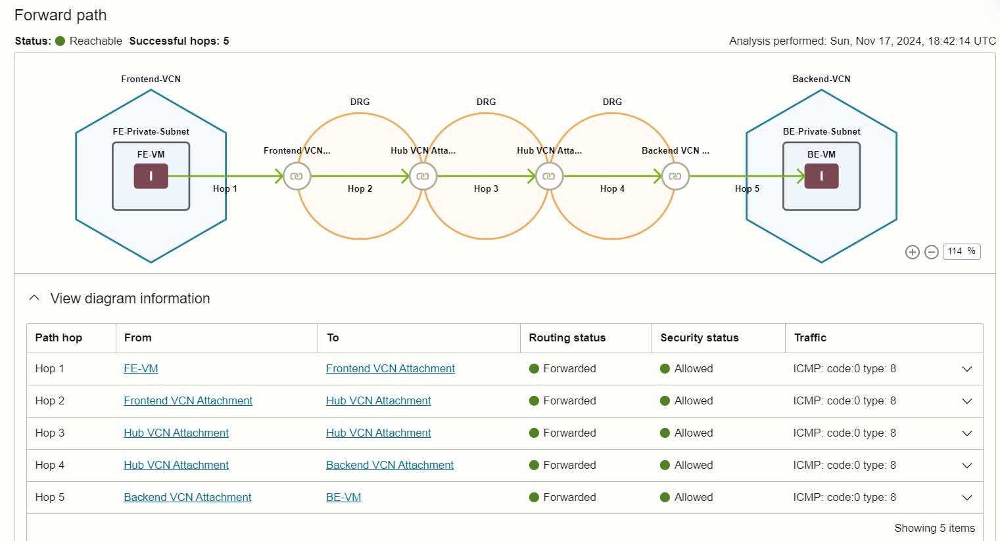 Forward path
Status: Reachable Successful hops: 5
Analysis performed: Sun, Nov 17, 2024, 18:42:14 UTC
Frontend-VCN
Backend-VCN
DRG DRG DRG
FE-Private-Subnet
BE-Private-Subnet
FE-VM Frontend VCN... Hub VCN Atta... Hub VCN Atta... Backend VCN ... BE-VM
I I
Hop 1 Hop 2 Hop 3 Hop 4 Hop 5
114 %
View diagram information
Path hop From To Routing status Security status Traffic
Hop 1 FE-VM Frontend VCN Attachment Forwarded Allowed ICMP: code:0 type: 8
Hop 2 Frontend VCN Attachment Hub VCN Attachment Forwarded Allowed ICMP: code:0 type: 8
Hop 3 Hub VCN Attachment Hub VCN Attachment Forwarded Allowed ICMP: code:0 type: 8
Hop 4 Hub VCN Attachment Backend VCN Attachment Forwarded Allowed ICMP: code:0 type: 8
Hop 5 Backend VCN Attachment BE-VM Forwarded Allowed ICMP: code:0 type: 8
Showing 5 items